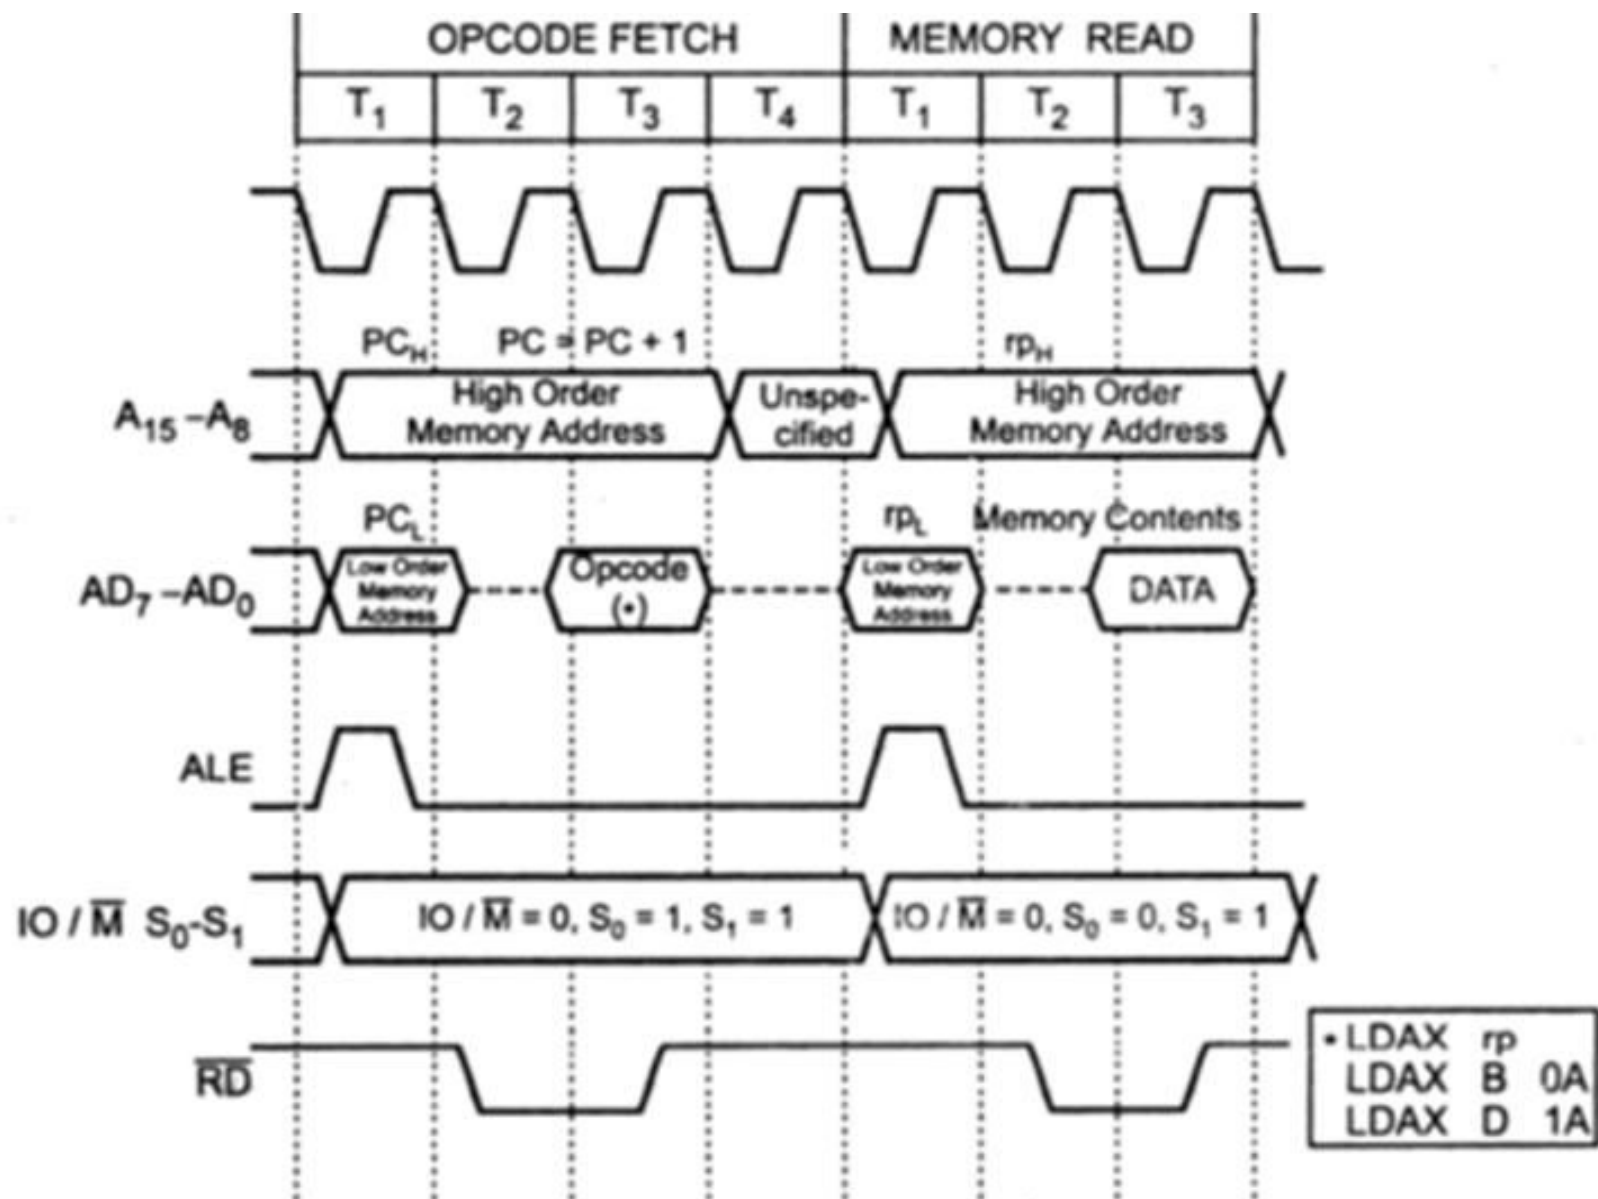 OPCODE FETCH MEMORY READ
T1 T2 T3 T4 T1 T2 T3
PCH PC = PC + 1 rpH
A15 –A8
High Order
Memory Address
Unspe-
cified
High Order
Memory Address
PCL rpL Memory Contents
AD7 –AD0
Low Order
Memory
Address
Opcode
(•)
Low Order
Memory
Address
DATA
ALE
IO / M̅ S0-S1
IO / M̅ = 0, S0 = 1, S1 = 1
IO / M̅ = 0, S0 = 0, S1 = 1
R̅D̅
• LDAX rp
LDAX B 0A
LDAX D 1A